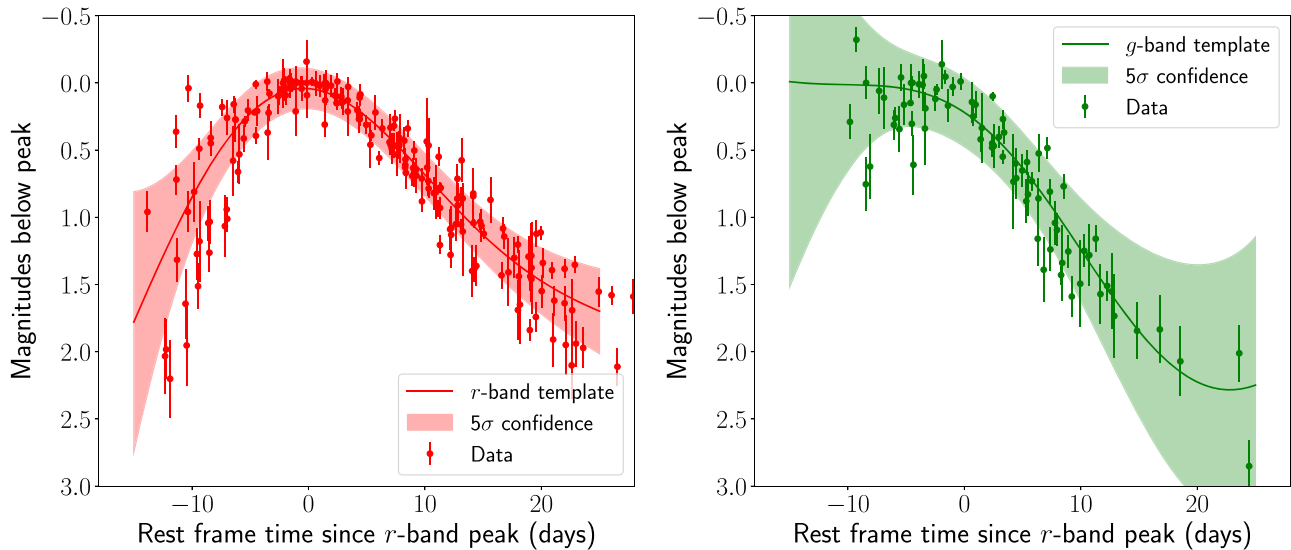 −0.5
0.0
0.5
1.0
1.5
2.0
2.5
3.0
Magnitudes below peak
−10
0
10
20
Rest frame time since r-band peak (days)
r-band template
5σ confidence
Data
−0.5
0.0
0.5
1.0
1.5
2.0
2.5
3.0
Magnitudes below peak
−10
0
10
20
Rest frame time since r-band peak (days)
g-band template
5σ confidence
Data